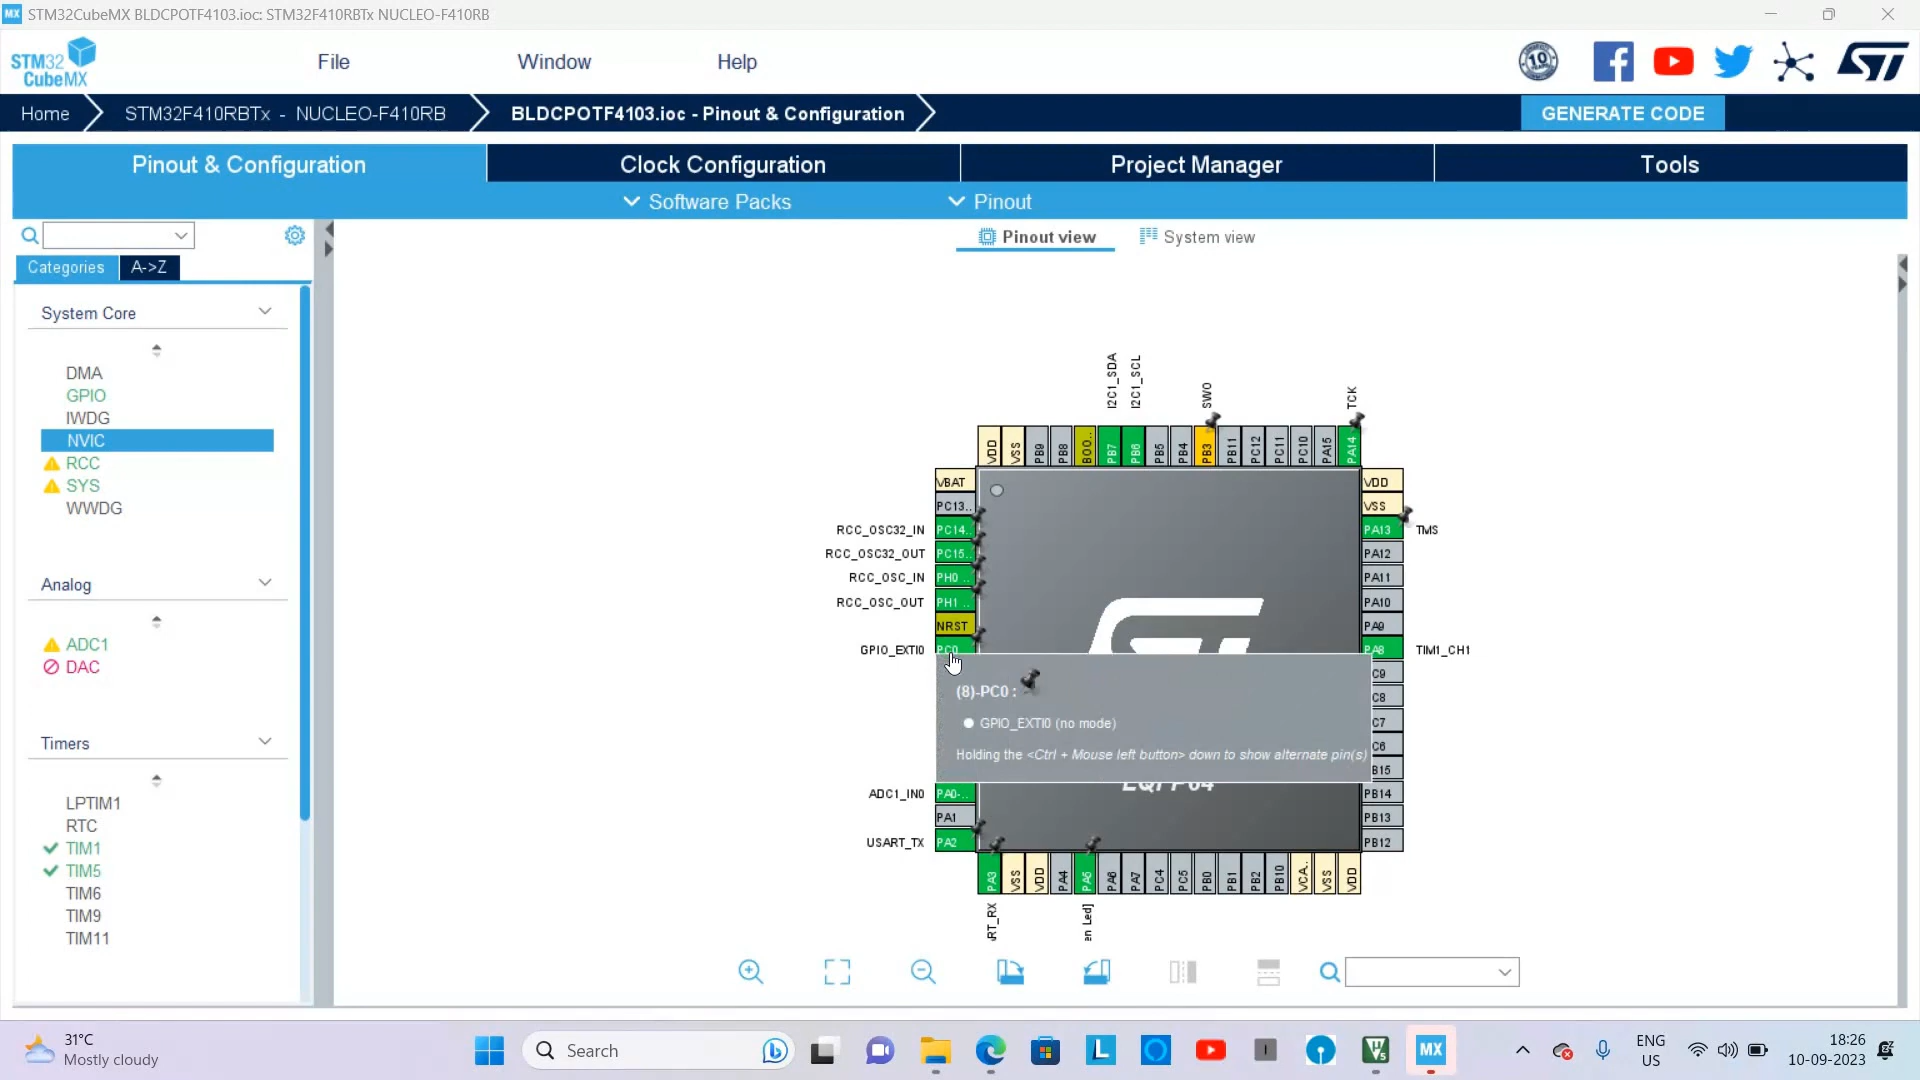 MX STM32CubeMX BLDCPOTF4103.ioc: STM32F410RBTx NUCLEO-F410RB
STM32
CubeMX
File
Window
Help
10
ST
Home
STM32F410RBTx - NUCLEO-F410RB
BLDCPOTF4103.ioc - Pinout & Configuration
GENERATE CODE
Pinout & Configuration
Clock Configuration
Project Manager
Tools
Software Packs
Pinout
Pinout view
System view
Categories
A->Z
System Core
DMA
GPIO
IWDG
NVIC
RCC
SYS
WWDG
Analog
ADC1
DAC
Timers
LPTIM1
RTC
TIM1
TIM5
TIM6
TIM9
TIM11
I2C1_SDA
I2C1_SCL
SWO
TCK
VDD
VSS
PB9
PB8
BOO..
PB7
PB6
PB5
PB4
PB3
PB11
PC12
PC11
PC10
PA15
PA14
VBAT
PC13..
RCC_OSC32_IN PC14..
RCC_OSC32_OUT PC15..
RCC_OSC_IN PH0 ..
RCC_OSC_OUT PH1 ..
NRST
GPIO_EXTI0 PC0
(8)-PC0 :
GPIO_EXTI0 (no mode)
Holding the <Ctrl + Mouse left button> down to show alternate pin(s)
ADC1_IN0 PA0-..
PA1
USART_TX PA2
VDD
VSS
PA13 TMS
PA12
PA11
PA10
PA9
PA8 TIM1_CH1
C9
C8
C7
C6
B15
PB14
PB13
PB12
LQFP64
PA3
VSS
VDD
PA4
PA5
PA6
PA7
PC4
PC5
PB0
PB1
PB2
PB10
VCA..
VSS
VDD
RT_RX
en Led]
31°C
Mostly cloudy
Search
L
MX
ENG
US
18:26
10-09-2023